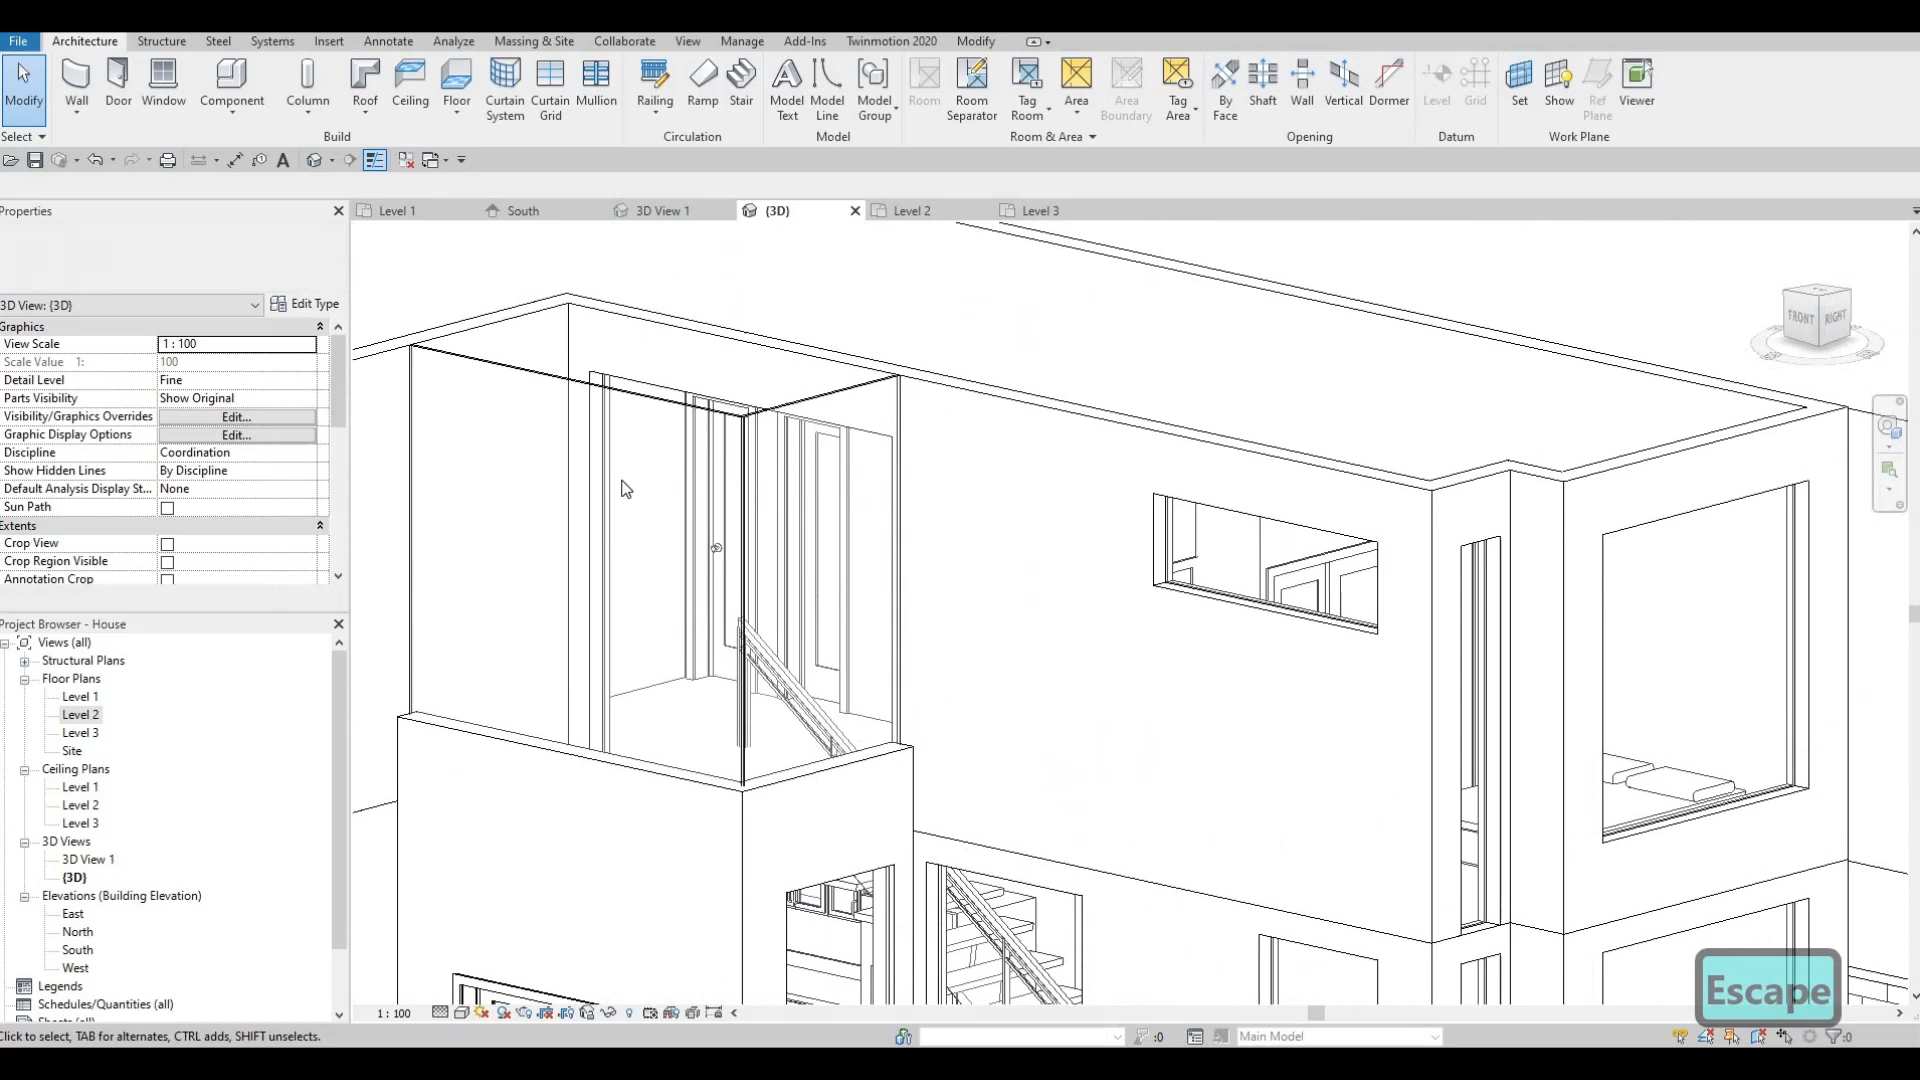 File Architecture Structure Steel Systems Insert Annotate Analyze Massing & Site Collaborate View Manage Add-Ins Twinmotion 2020 Modify
Modify Wall Door Window Component Column Roof Ceiling Floor Curtain System Curtain Grid Mullion Railing Ramp Stair Model Text Model Line Model Group Room Room Separator Tag Room Area Area Boundary Tag Area By Face Shaft Wall Vertical Dormer Level Grid Set Show Ref Plane Viewer
Select Build Circulation Model Room & Area Opening Datum Work Plane
Properties
Level 1 South 3D View 1 {3D} Level 2 Level 3
3D View: {3D} Edit Type
Graphics
View Scale 1 : 100
Scale Value 1: 100
Detail Level Fine
Parts Visibility Show Original
Visibility/Graphics Overrides Edit...
Graphic Display Options Edit...
Discipline Coordination
Show Hidden Lines By Discipline
Default Analysis Display St... None
Sun Path
Extents
Crop View
Crop Region Visible
Annotation Crop
FRONT RIGHT
Project Browser - House
Views (all)
Structural Plans
Floor Plans
Level 1
Level 2
Level 3
Site
Ceiling Plans
Level 1
Level 2
Level 3
3D Views
3D View 1
{3D}
Elevations (Building Elevation)
East
North
South
West
Legends
Schedules/Quantities (all)
Escape
1 : 100
Click to select, TAB for alternates, CTRL adds, SHIFT unselects. :0 Main Model :0